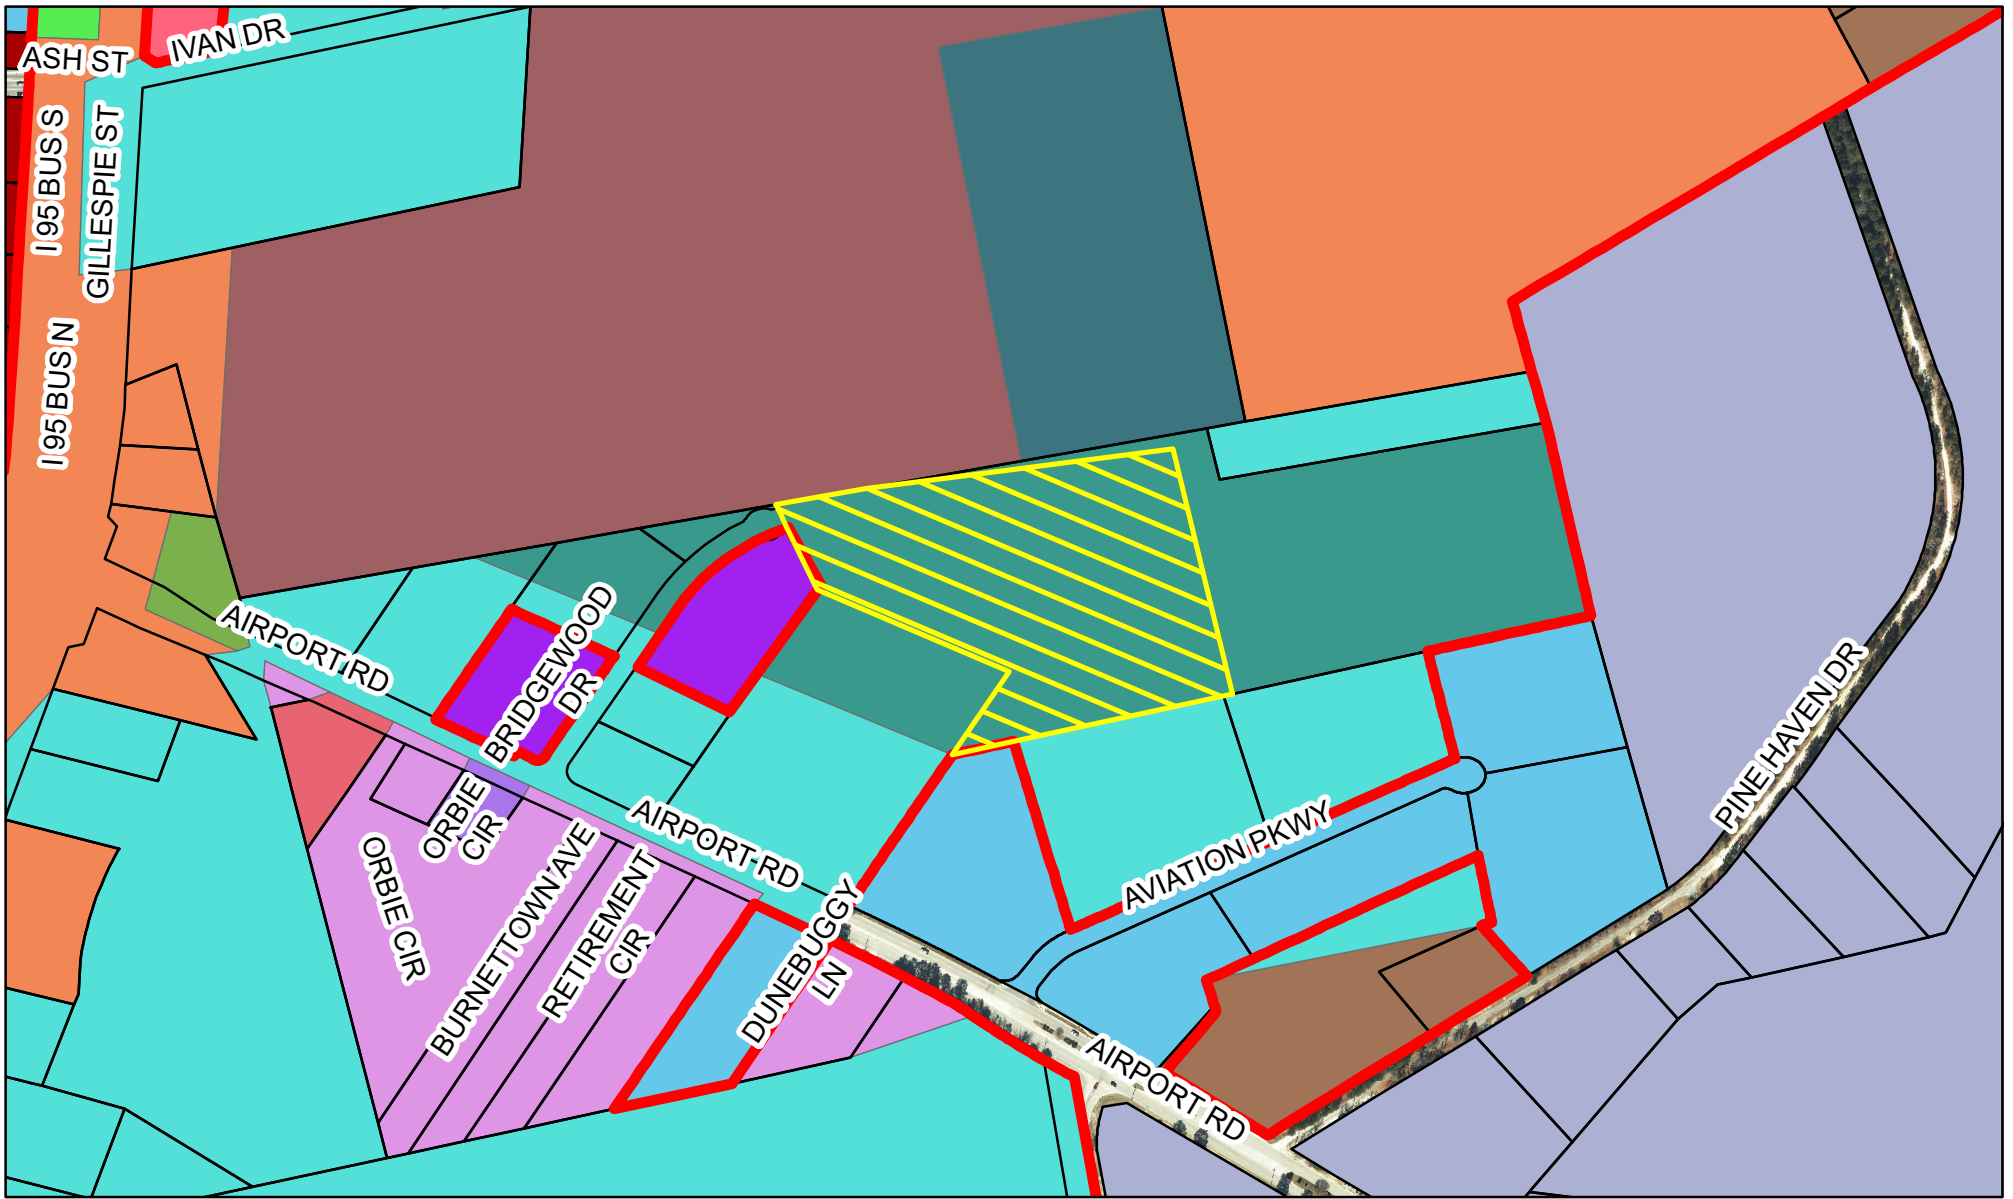 IVAN DR
ASH ST
I 95 BUS S
GILLESPIE ST
I 95 BUS N
AIRPORT RD
BRIDGEWOOD
DR
ORBIE
CIR
ORBIE CIR
BURNETTOWN AVE
RETIREMENT
CIR
AIRPORT RD
DUNEBUGGY
LN
AVIATION PKWY
PINE HAVEN DR
AIRPORT RD